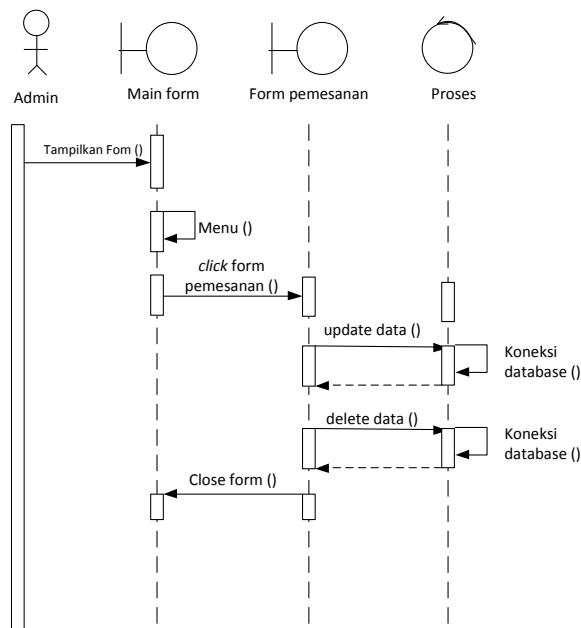 Admin
Main form
Form pemesanan
Proses
Tampilkan Fom ()
Menu ()
click form
pemesanan ()
update data ()
Koneksi
database ()
delete data ()
Koneksi
database ()
Close form ()